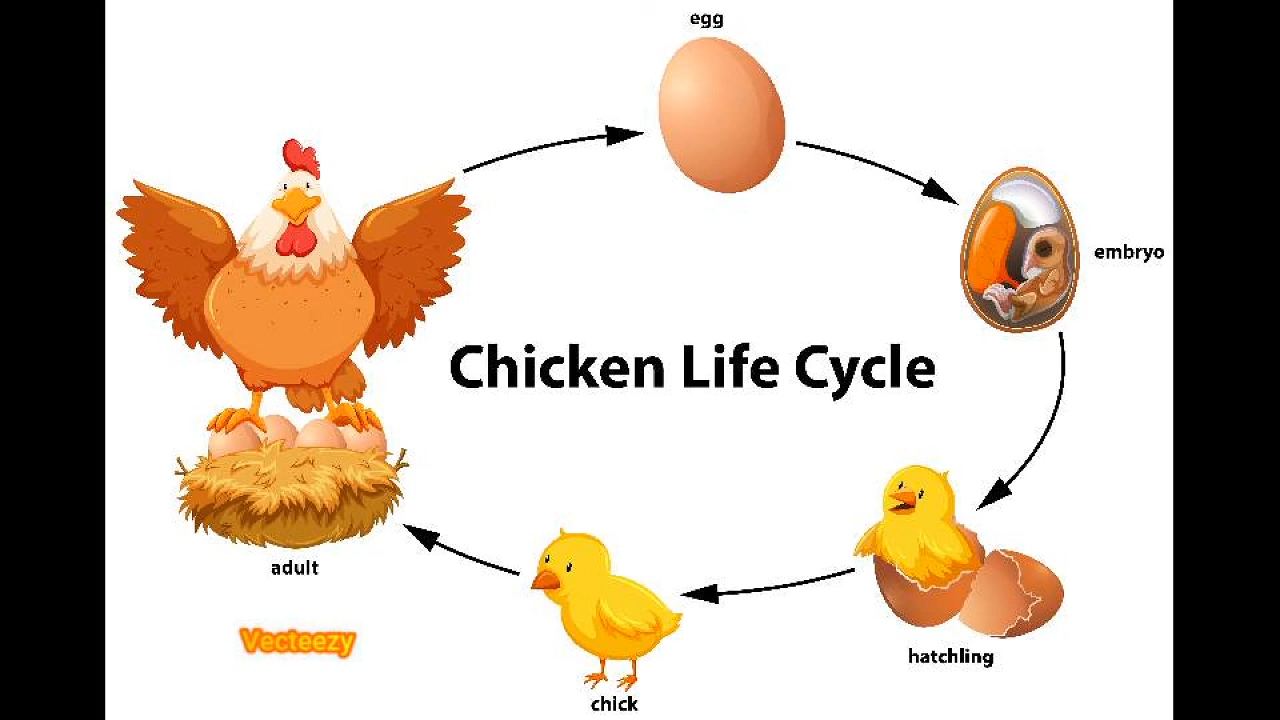 egg
embryo
Chicken Life Cycle
adult
Vecteezy
hatchling
chick